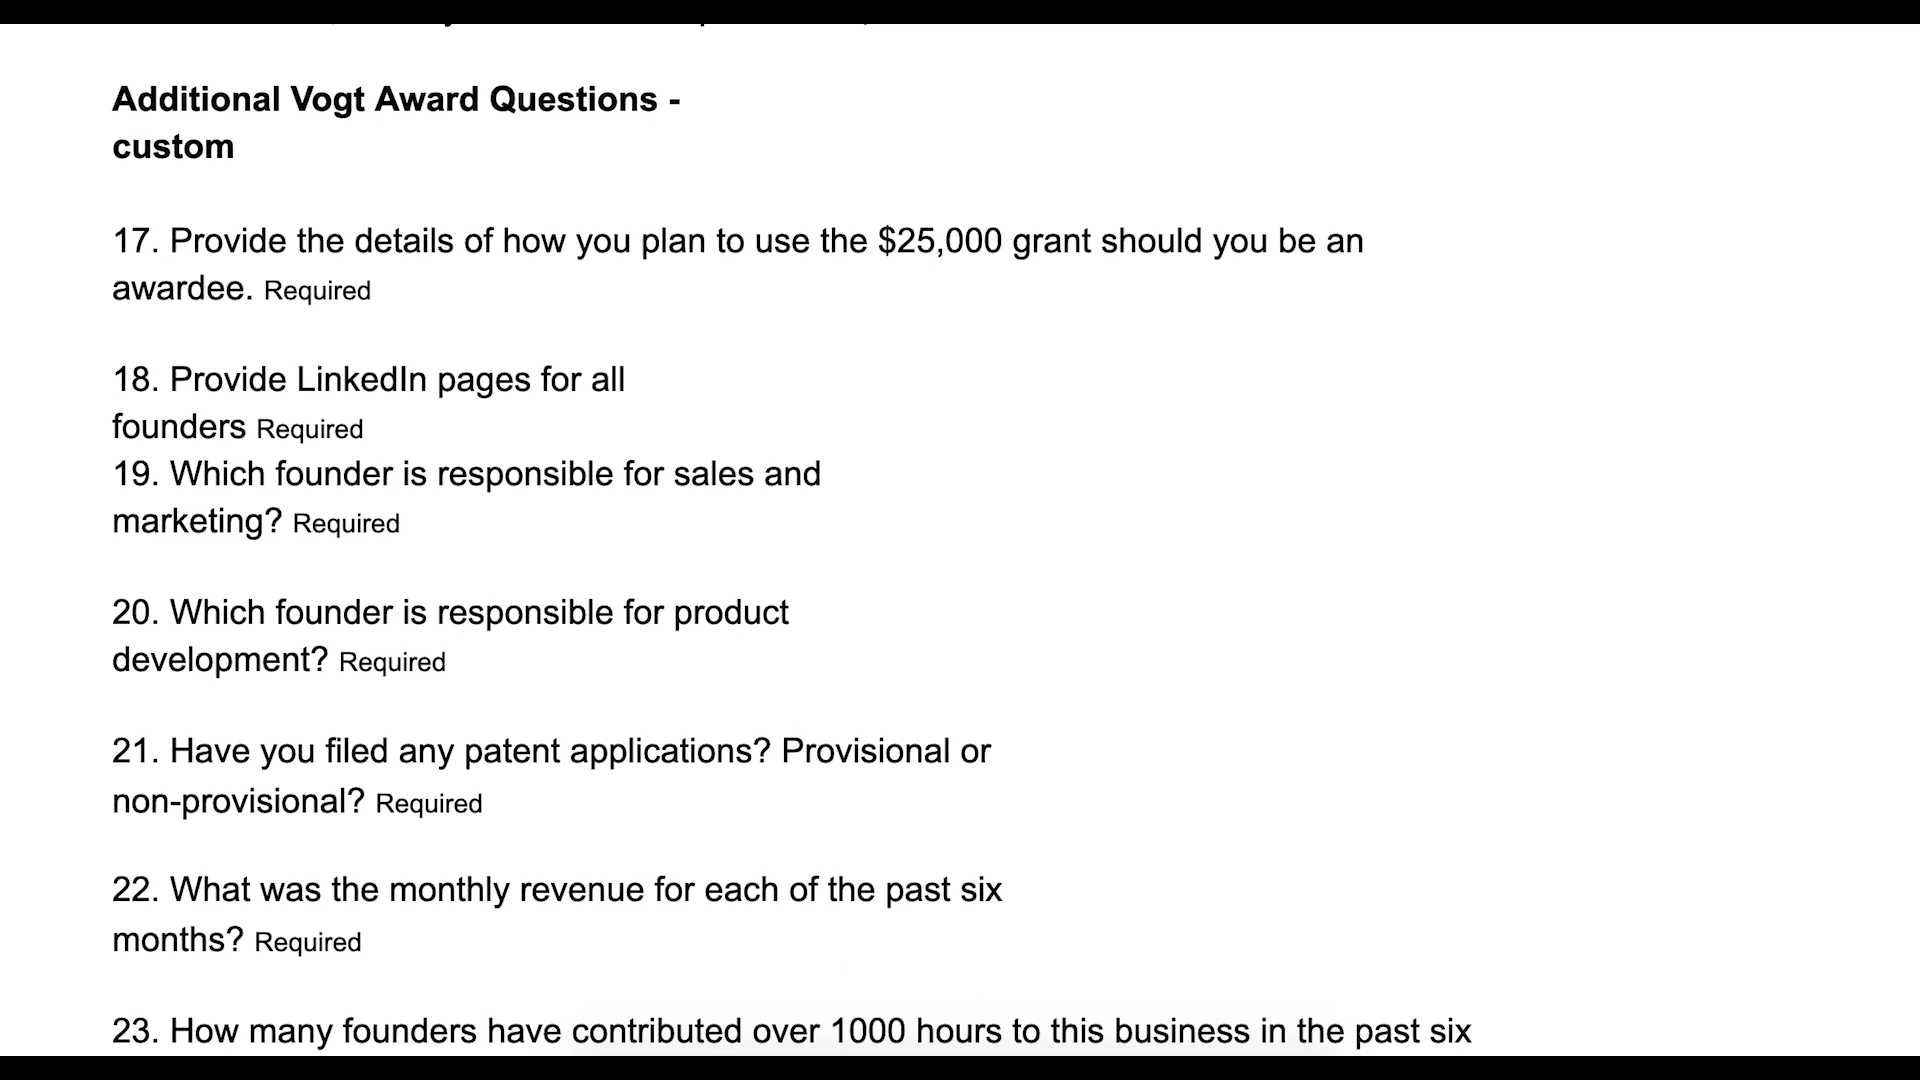 Additional Vogt Award Questions -
custom
17. Provide the details of how you plan to use the $25,000 grant should you be an
awardee. Required
18. Provide LinkedIn pages for all
founders Required
19. Which founder is responsible for sales and
marketing? Required
20. Which founder is responsible for product
development? Required
21. Have you filed any patent applications? Provisional or
non-provisional? Required
22. What was the monthly revenue for each of the past six
months? Required
23. How many founders have contributed over 1000 hours to this business in the past six